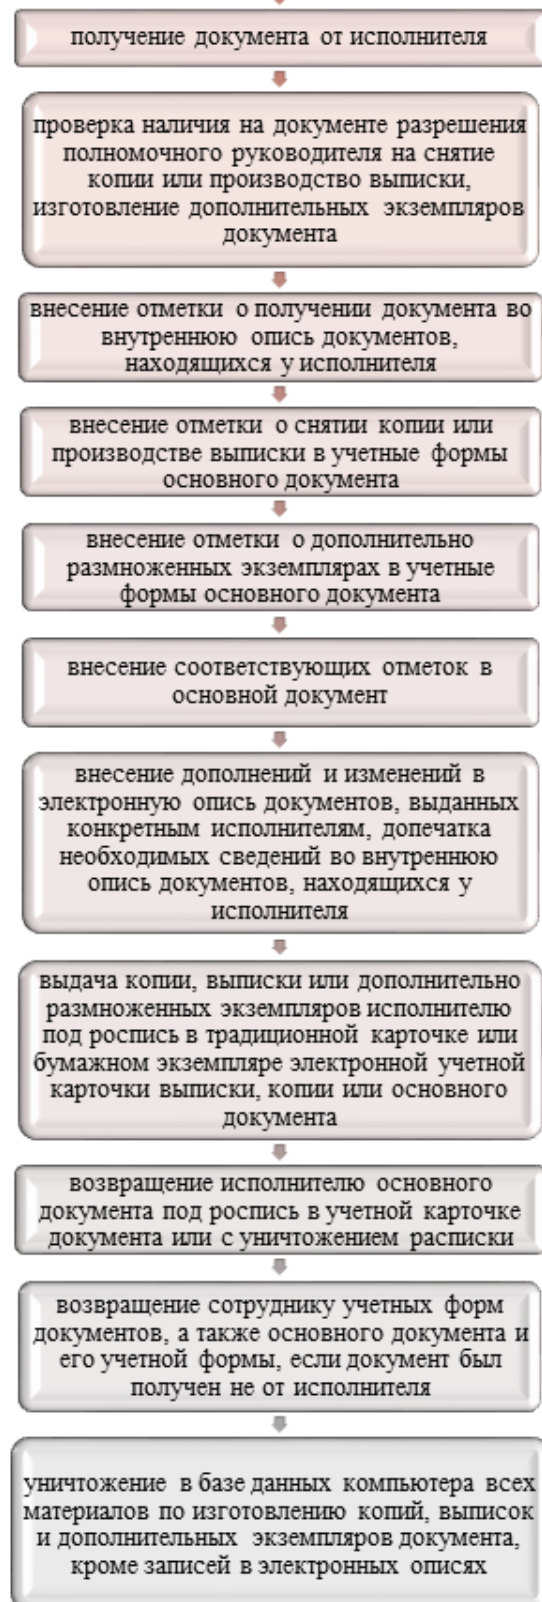 получение документа от исполнителя
проверка наличия на документе разрешения
полномочного руководителя на снятие
копии или производство выписки,
изготовление дополнительных экземпляров
документа
внесение отметки о получении документа во
внутреннюю опись документов,
находящихся у исполнителя
внесение отметки о снятии копии или
производстве выписки в учетные формы
основного документа
внесение отметки о дополнительно
размноженных экземплярах в учетные
формы основного документа
внесение соответствующих отметок в
основной документ
внесение дополнений и изменений в
электронную опись документов, выданных
конкретным исполнителям, допечатка
необходимых сведений во внутреннюю
опись документов, находящихся у
исполнителя
выдача копии, выписки или дополнительно
размноженных экземпляров исполнителю
под роспись в традиционной карточке или
бумажном экземпляре электронной учетной
карточки выписки, копии или основного
документа
возвращение исполнителю основного
документа под роспись в учетной карточке
документа или с уничтожением расписки
возвращение сотруднику учетных форм
документов, а также основного документа и
его учетной формы, если документ был
получен не от исполнителя
уничтожение в базе данных компьютера всех
материалов по изготовлению копий, выписок
и дополнительных экземпляров документа,
кроме записей в электронных описях